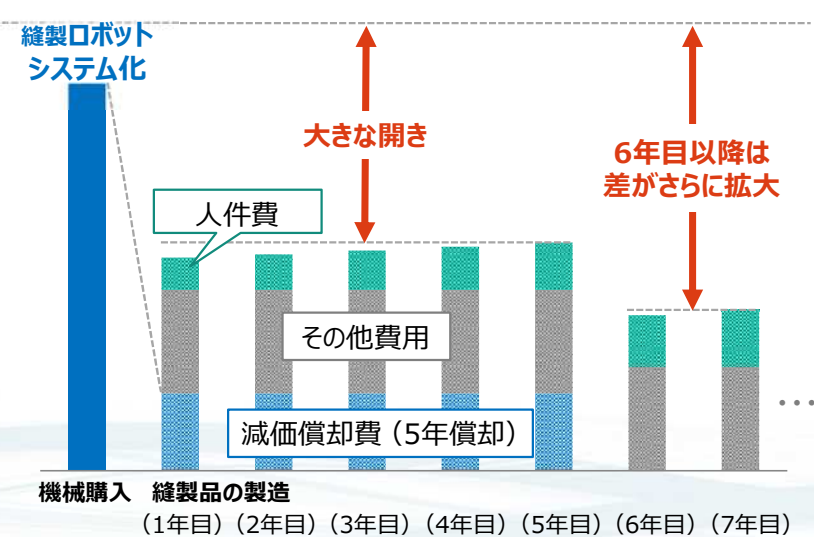 縫製ロボット
システム化
大きな開き
6年目以降は
差がさらに拡大
人件費
その他費用
減価償却費（5年償却）
…
機械購入 縫製品の製造
（1年目）（2年目）（3年目）（4年目）（5年目）（6年目）（7年目）